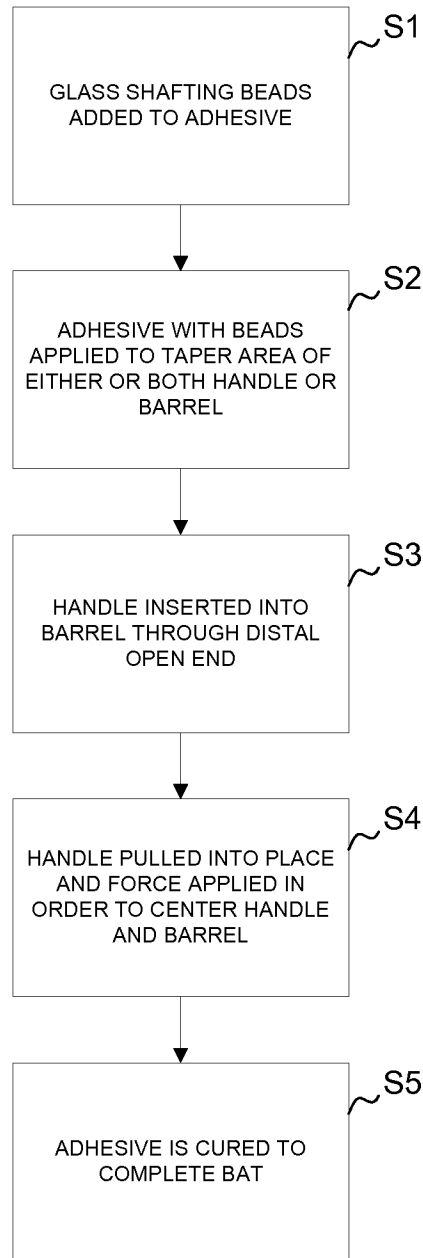 S1
GLASS SHAFTING BEADS
ADDED TO ADHESIVE
S2
ADHESIVE WITH BEADS
APPLIED TO TAPER AREA OF
EITHER OR BOTH HANDLE OR
BARREL
S3
HANDLE INSERTED INTO
BARREL THROUGH DISTAL
OPEN END
S4
HANDLE PULLED INTO PLACE
AND FORCE APPLIED IN
ORDER TO CENTER HANDLE
AND BARREL
S5
ADHESIVE IS CURED TO
COMPLETE BAT